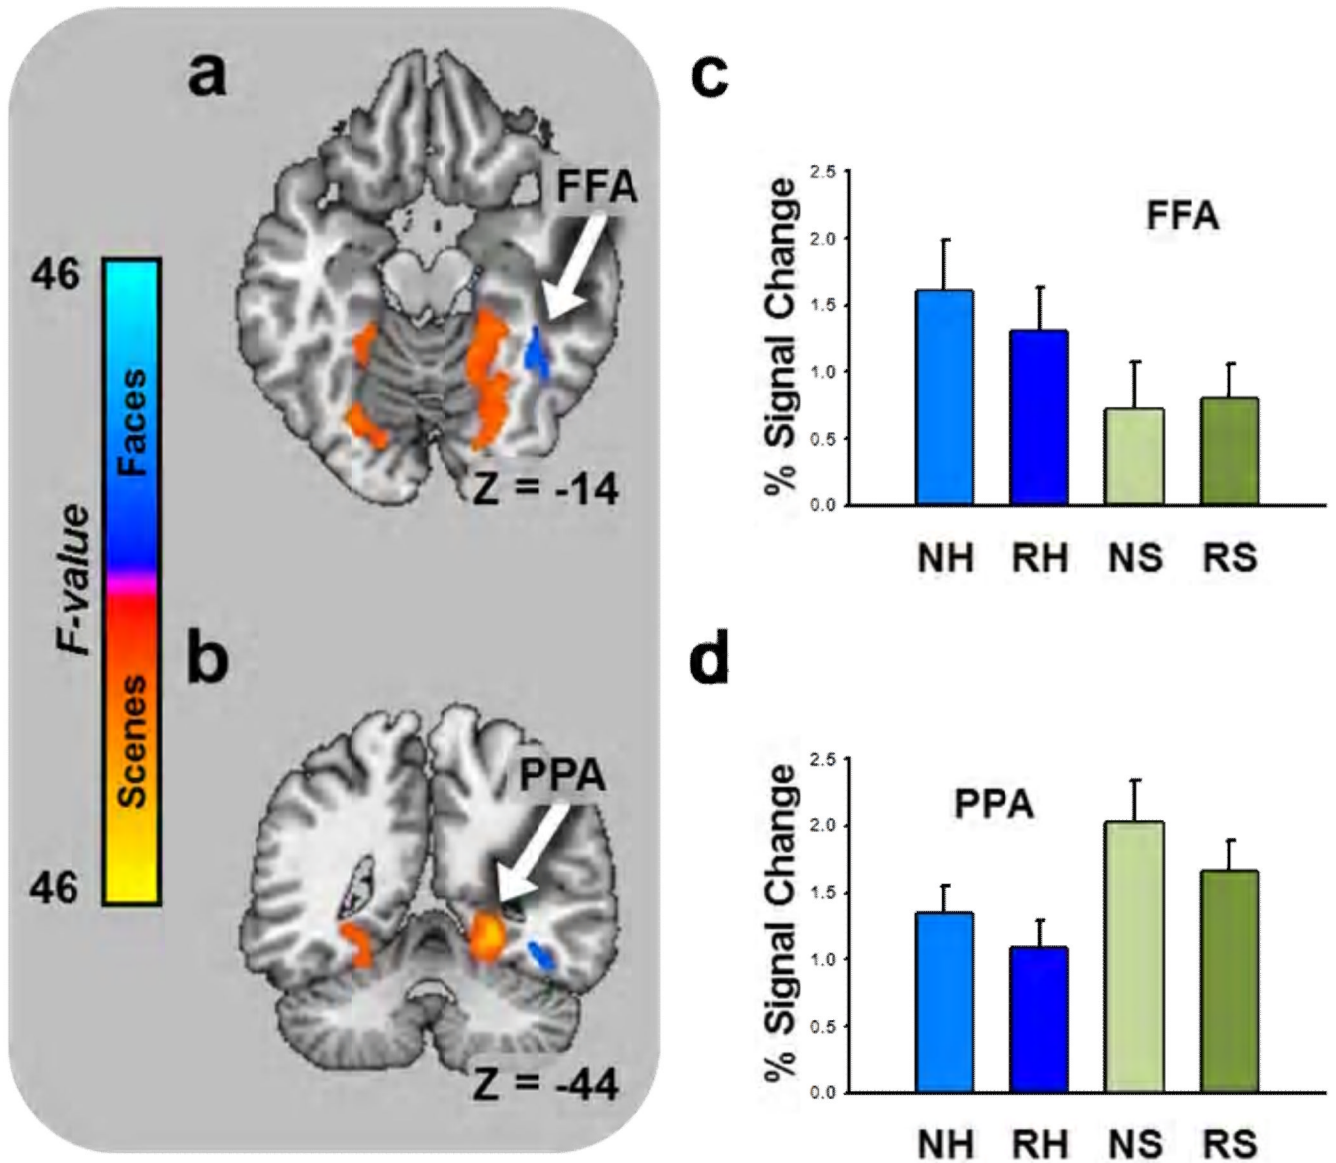 a
FFA
46
Faces
F-value
Scenes
46
Z = -14
b
PPA
Z = -44
c
% Signal Change
2.5
2.0
1.5
1.0
0.5
0.0
FFA
NH RH NS RS
d
% Signal Change
2.5
2.0
1.5
1.0
0.5
0.0
PPA
NH RH NS RS